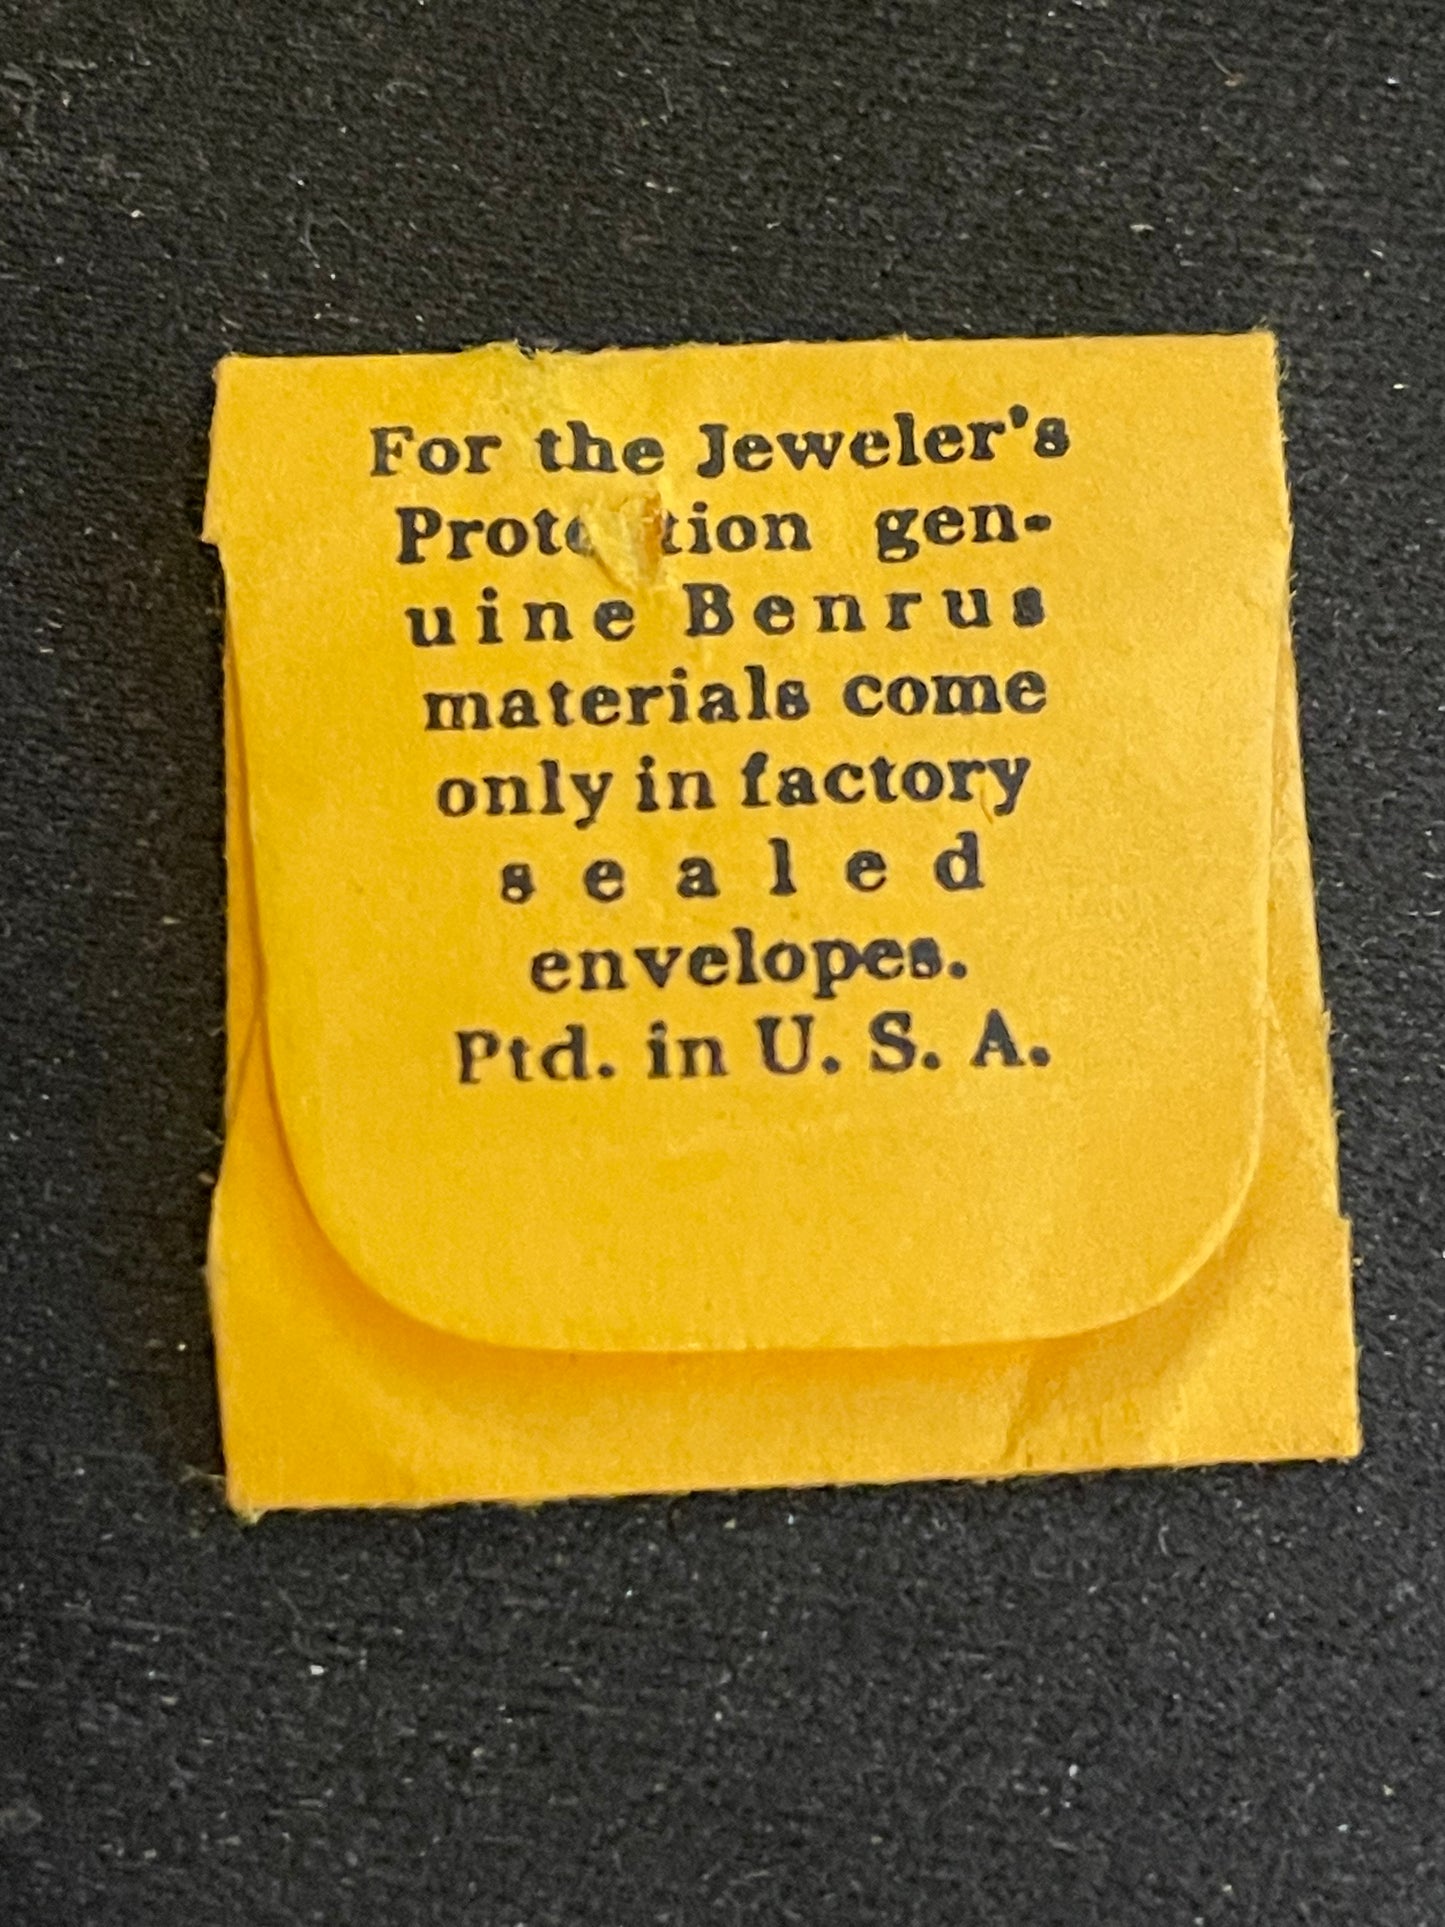 For the Jeweler's
Protection gen-
uine Benrus
materials come
only in factory
sealed
envelopes.
Ptd. in U. S. A.